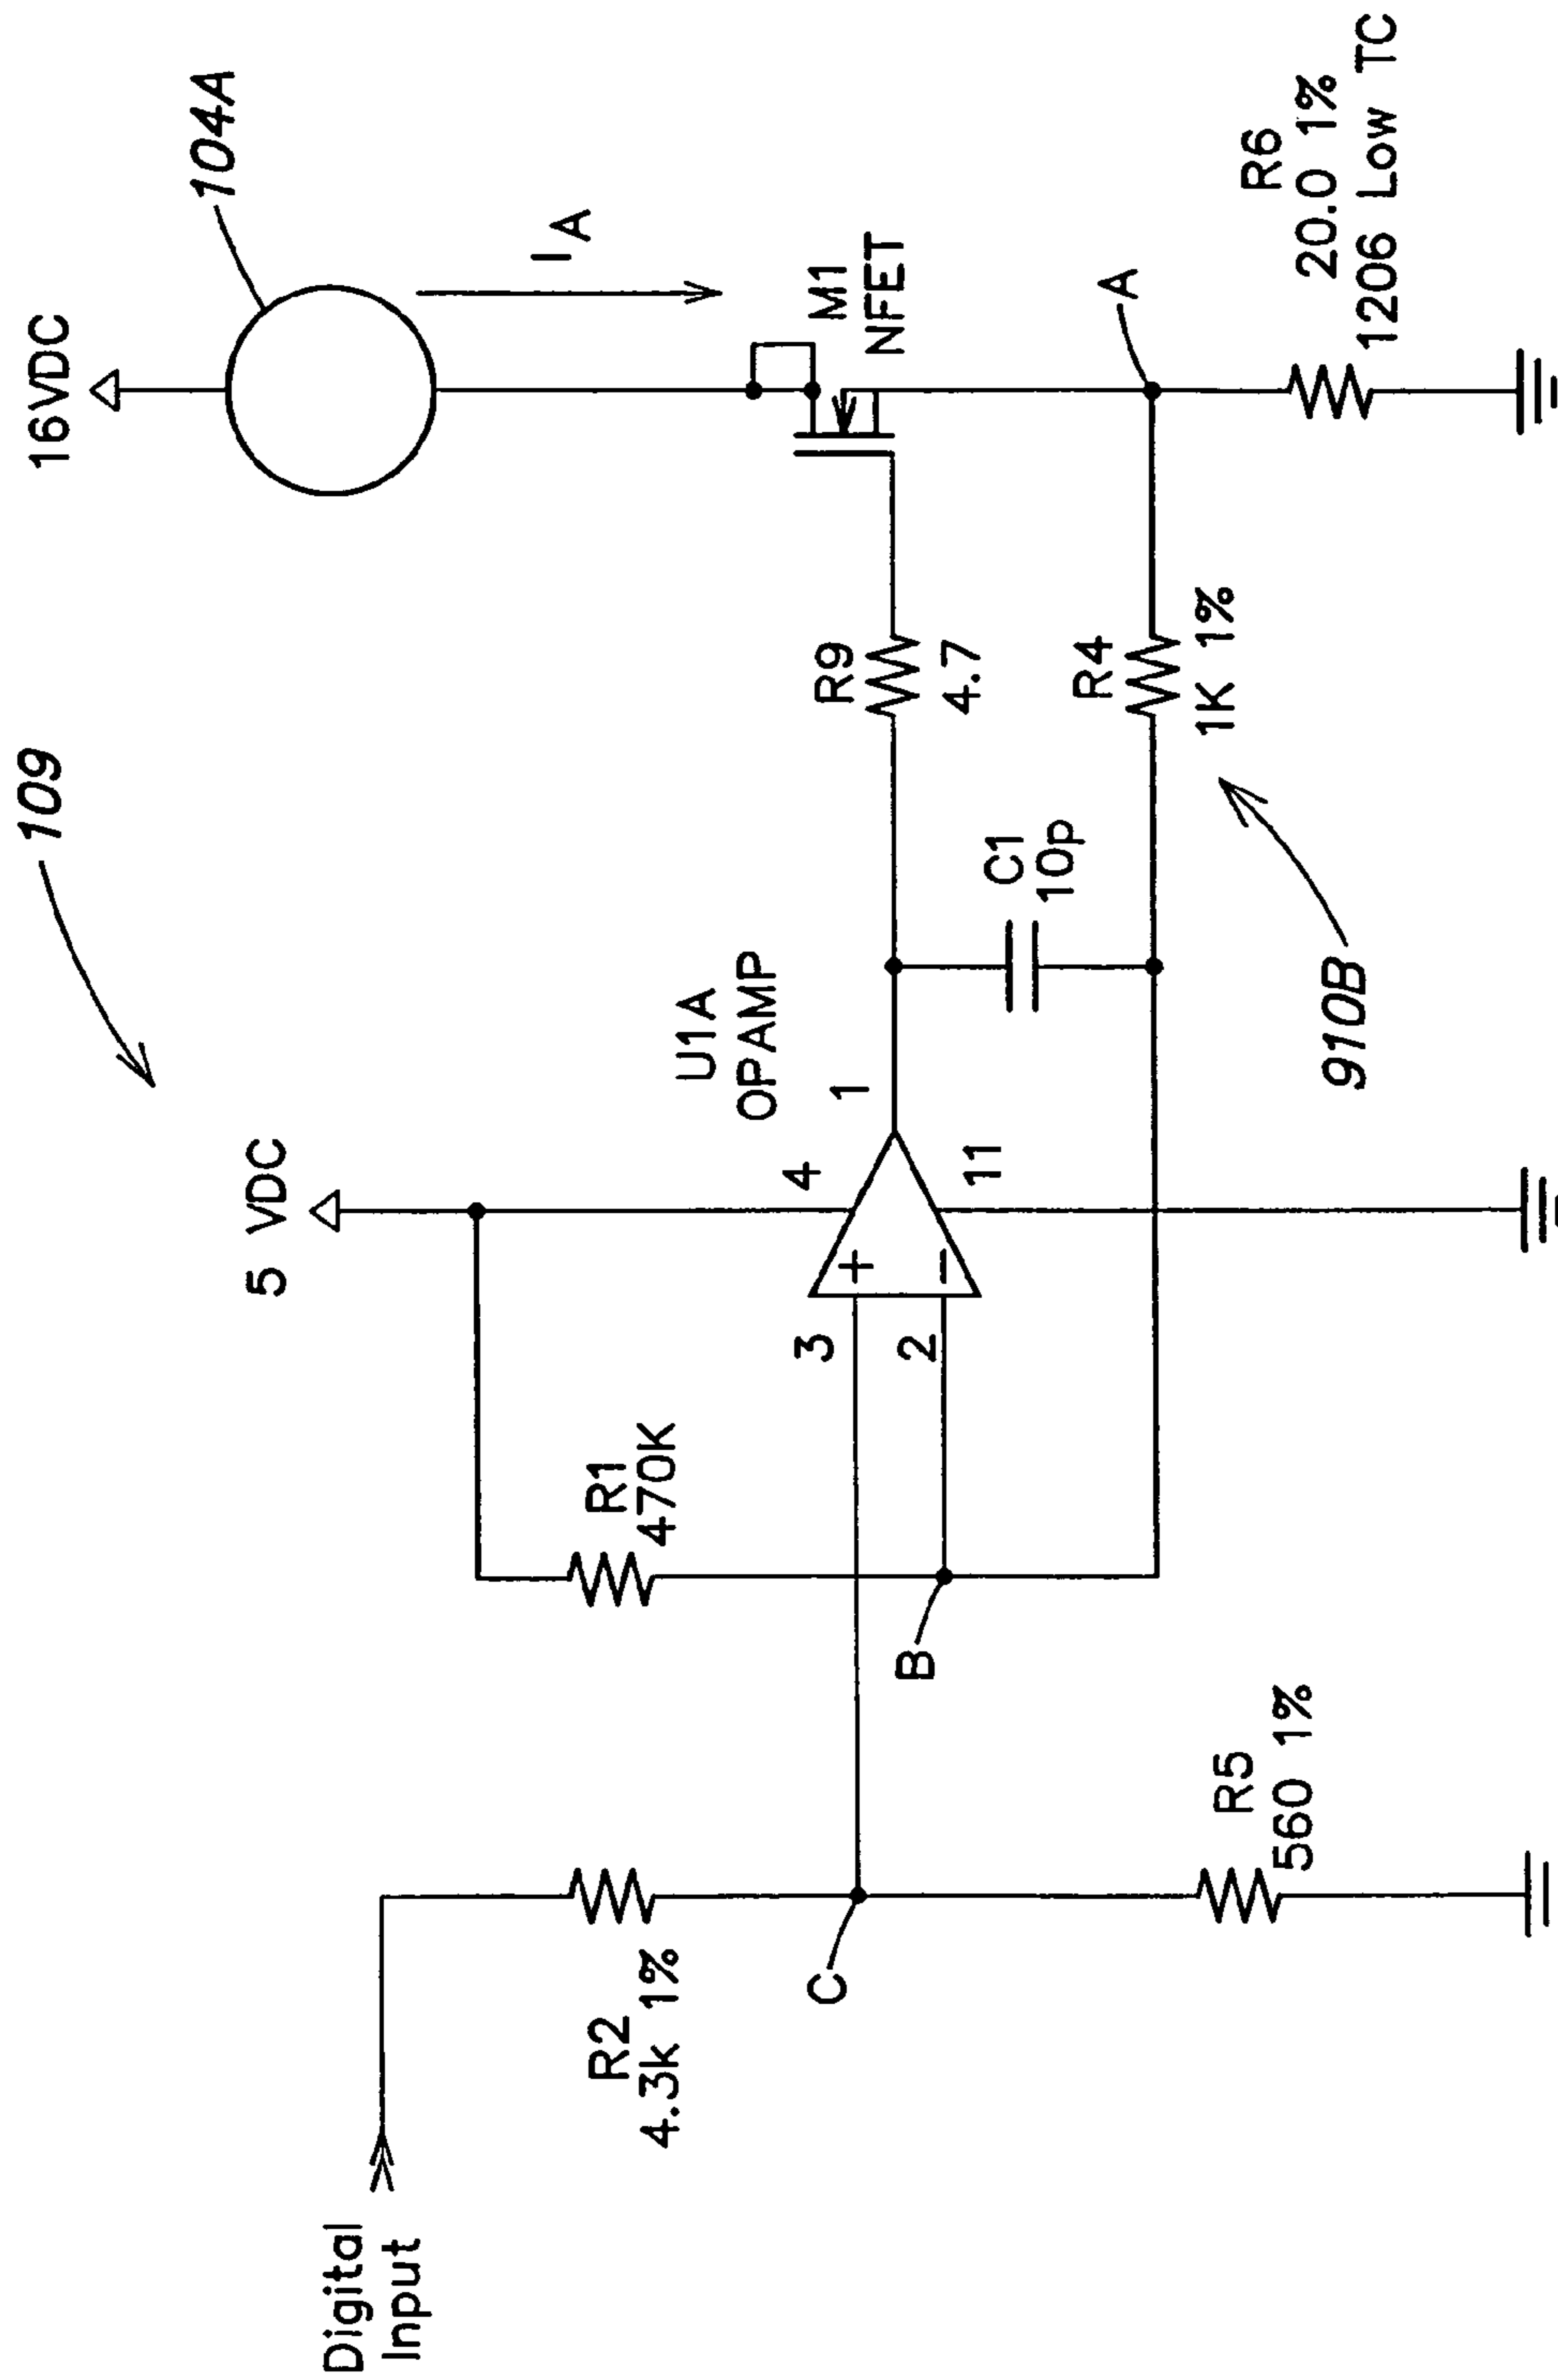 109
16VDC
104A
I A
5 VDC
U1A
OPAMP
M1
NFET
R1
470K
R9
4.7
3
4
1
2
11
C1
10p
R4
1K 1%
A
B
C
Digital
Input
R2
4.3k 1%
R5
560 1%
910B
R6
20.0 1%
1206 Low TC